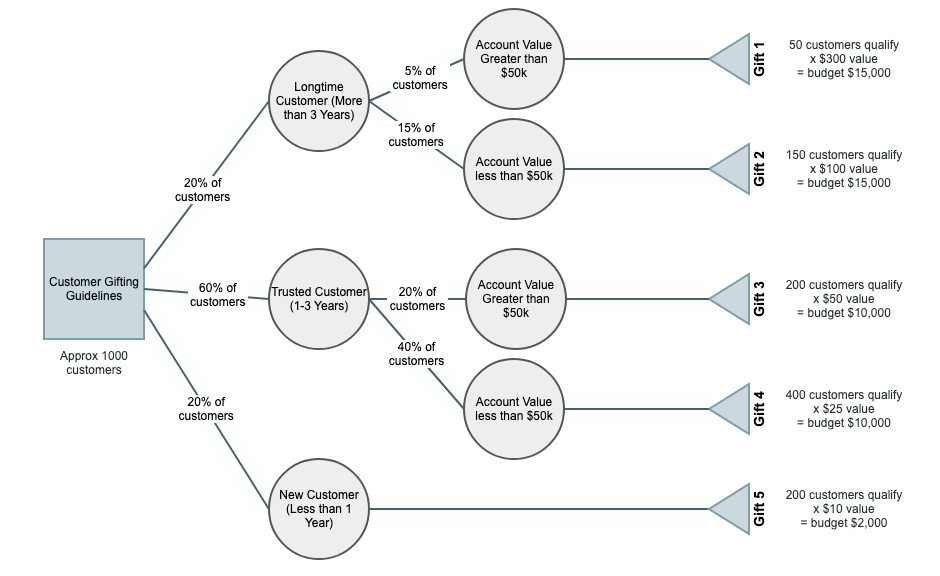 Customer Gifting
Guidelines
Approx 1000
customers
20% of
customers
Longtime
Customer (More
than 3 Years)
5% of
customers
Account Value
Greater than
$50k
Gift 1
50 customers qualify
x $300 value
= budget $15,000
15% of
customers
Account Value
less than $50k
Gift 2
150 customers qualify
x $100 value
= budget $15,000
60% of
customers
Trusted Customer
(1-3 Years)
20% of
customers
Account Value
Greater than
$50k
Gift 3
200 customers qualify
x $50 value
= budget $10,000
40% of
customers
Account Value
less than $50k
Gift 4
400 customers qualify
x $25 value
= budget $10,000
20% of
customers
New Customer
(Less than 1
Year)
Gift 5
200 customers qualify
x $10 value
= budget $2,000